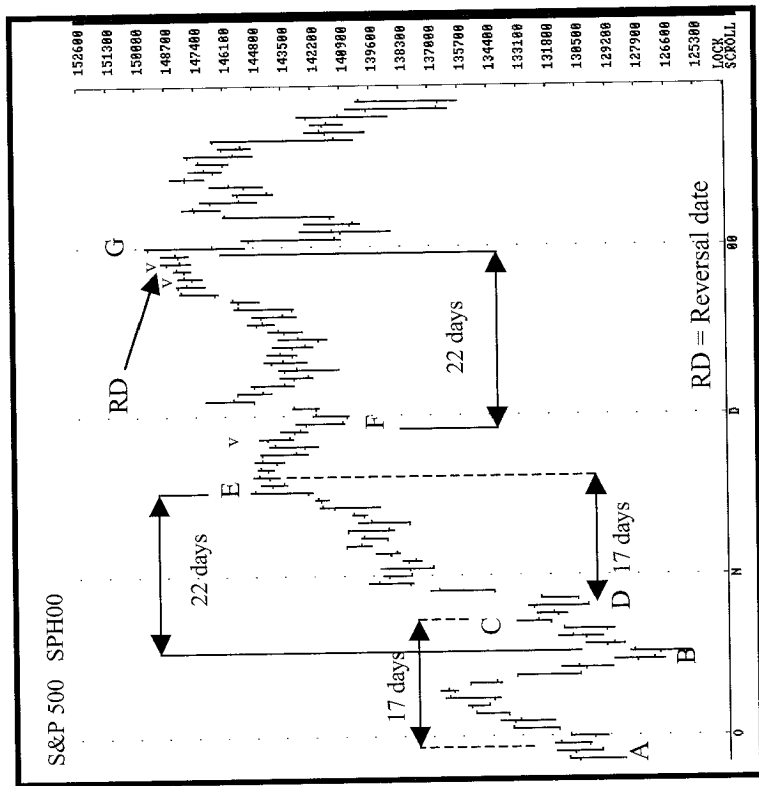 S&P 500 SPH00
152600
151300
150000
148700
147400
146100
144800
143500
142200
140900
139600
138300
137000
135700
134400
133100
131800
130500
129200
127900
126600
125300
LOCK
SCROLL
G
v
v
RD
22 days
v
E
F
22 days
17 days
C
D
17 days
B
A
RD = Reversal date
O
N
D
00